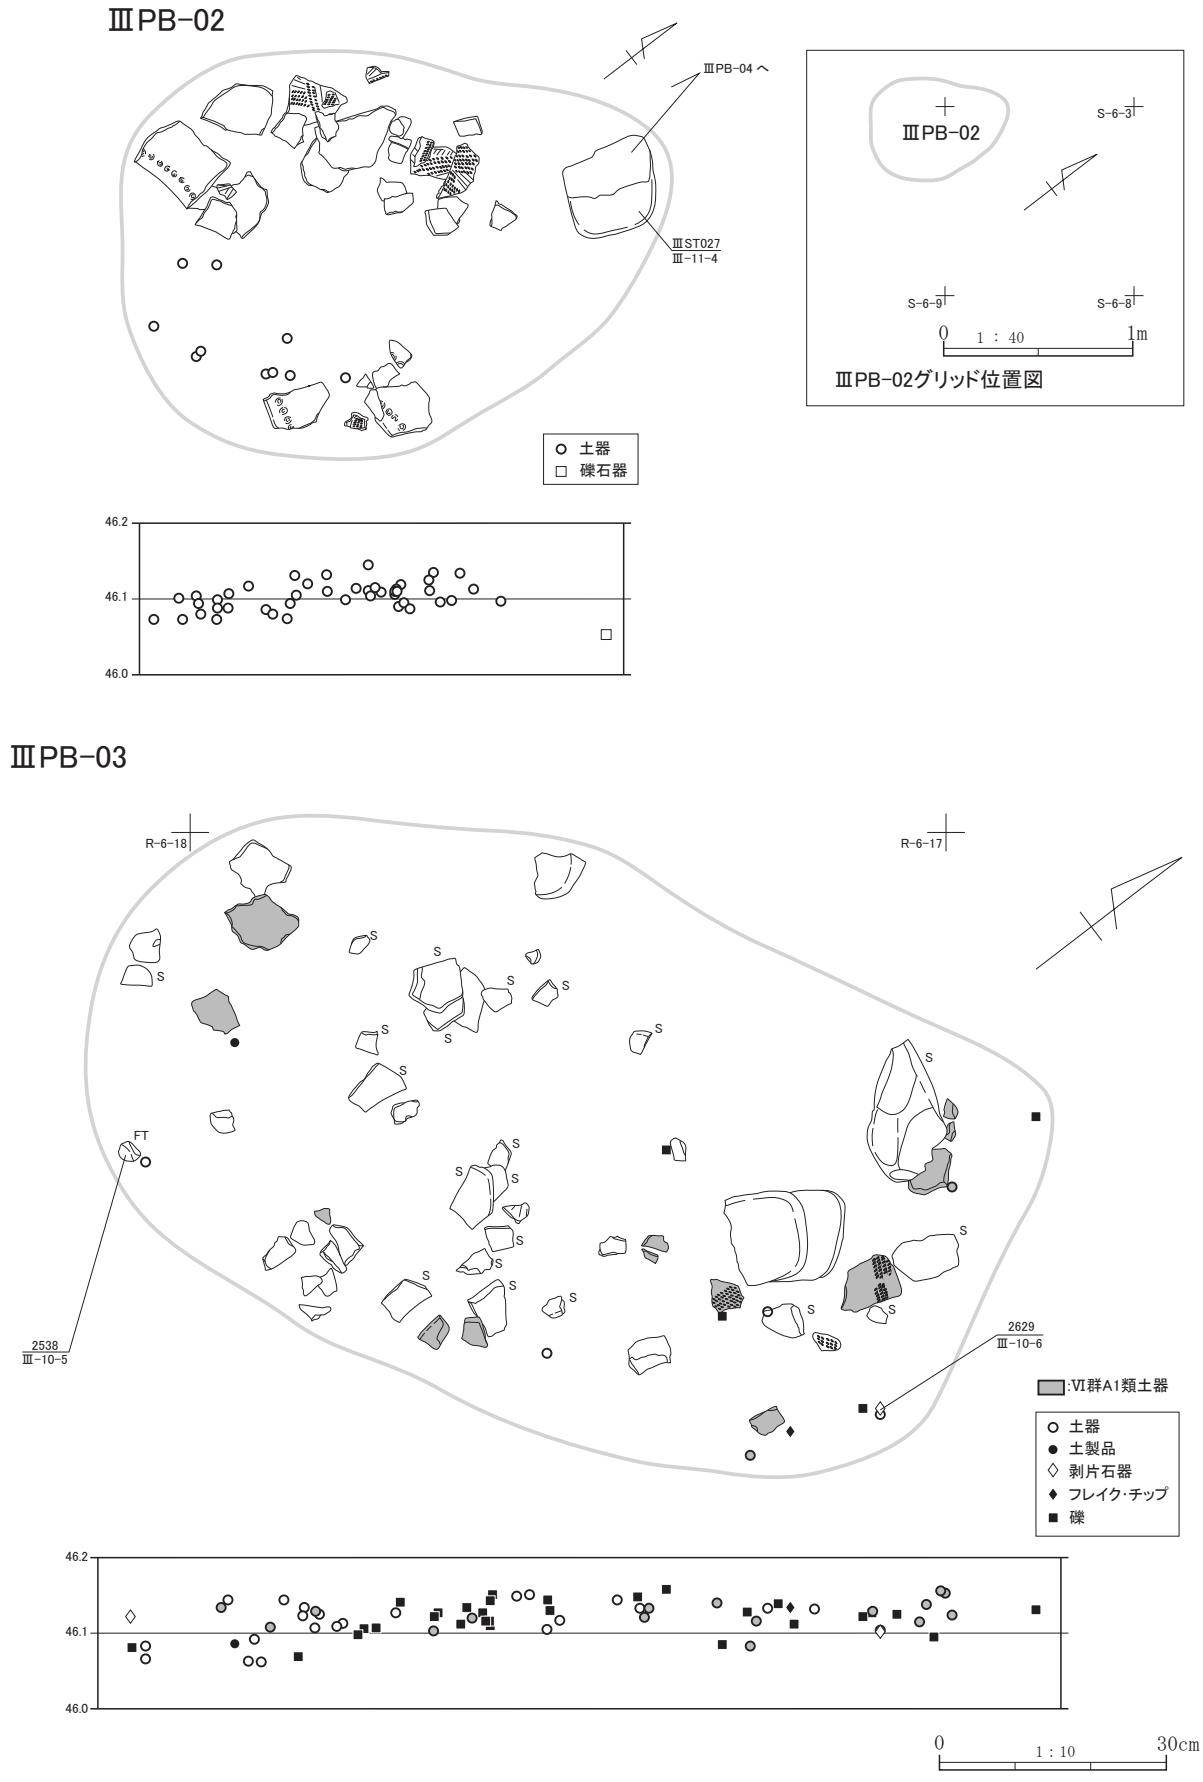 ⅢPB-02
ⅢPB-04 へ
ⅢST027
Ⅲ-11-4
土器
礫石器
ⅢPB-02
S-6-3
S-6-9
S-6-8
0 1 : 40 1m
ⅢPB-02グリッド位置図
46.2
46.1
46.0
ⅢPB-03
R-6-18
R-6-17
S
S
S
S
S
S
S
S
S
S
FT
S
S
S
S
S
S
S
S
S
S
S
2538
Ⅲ-10-5
2629
Ⅲ-10-6
:Ⅵ群A1類土器
土器
土製品
剥片石器
フレイク・チップ
礫
46.2
46.1
46.0
0 1 : 10 30cm